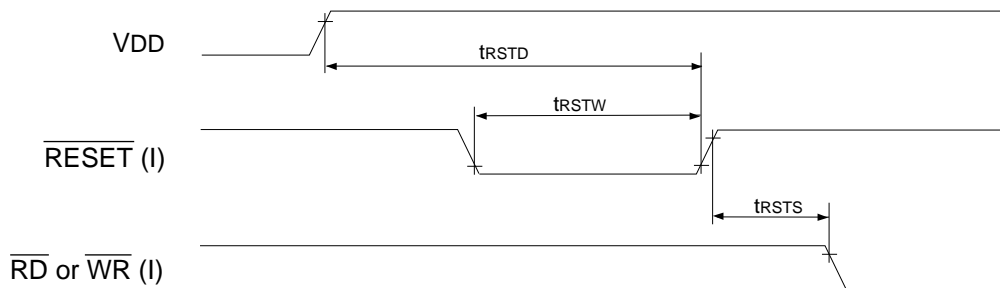 VDD
tRSTD
tRSTW
RESET (I)
tRSTS
RD or WR (I)